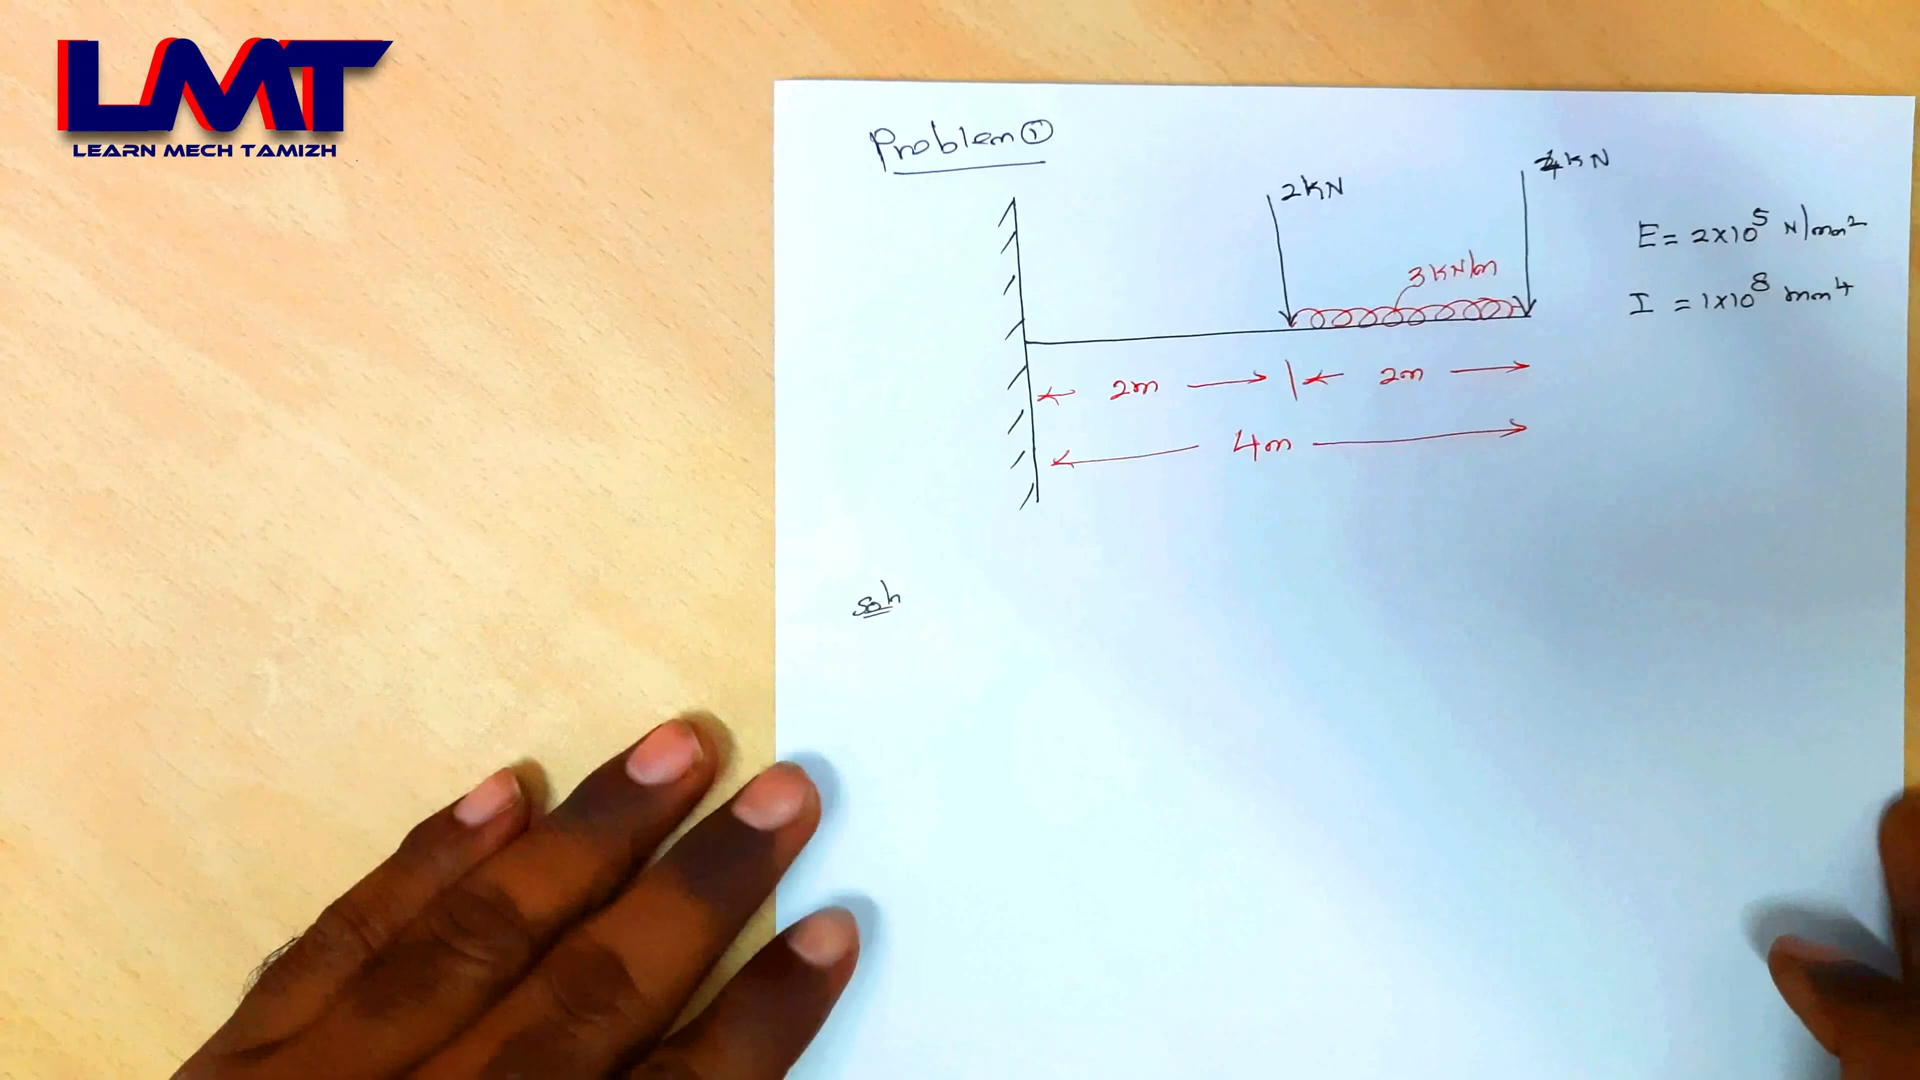 LMT
LEARN MECH TAMIZH
Problem ①
2KN
4KN
3KN/m
E = 2×10⁵ N/mm²
I = 1×10⁸ mm⁴
2m
2m
4m
Soln